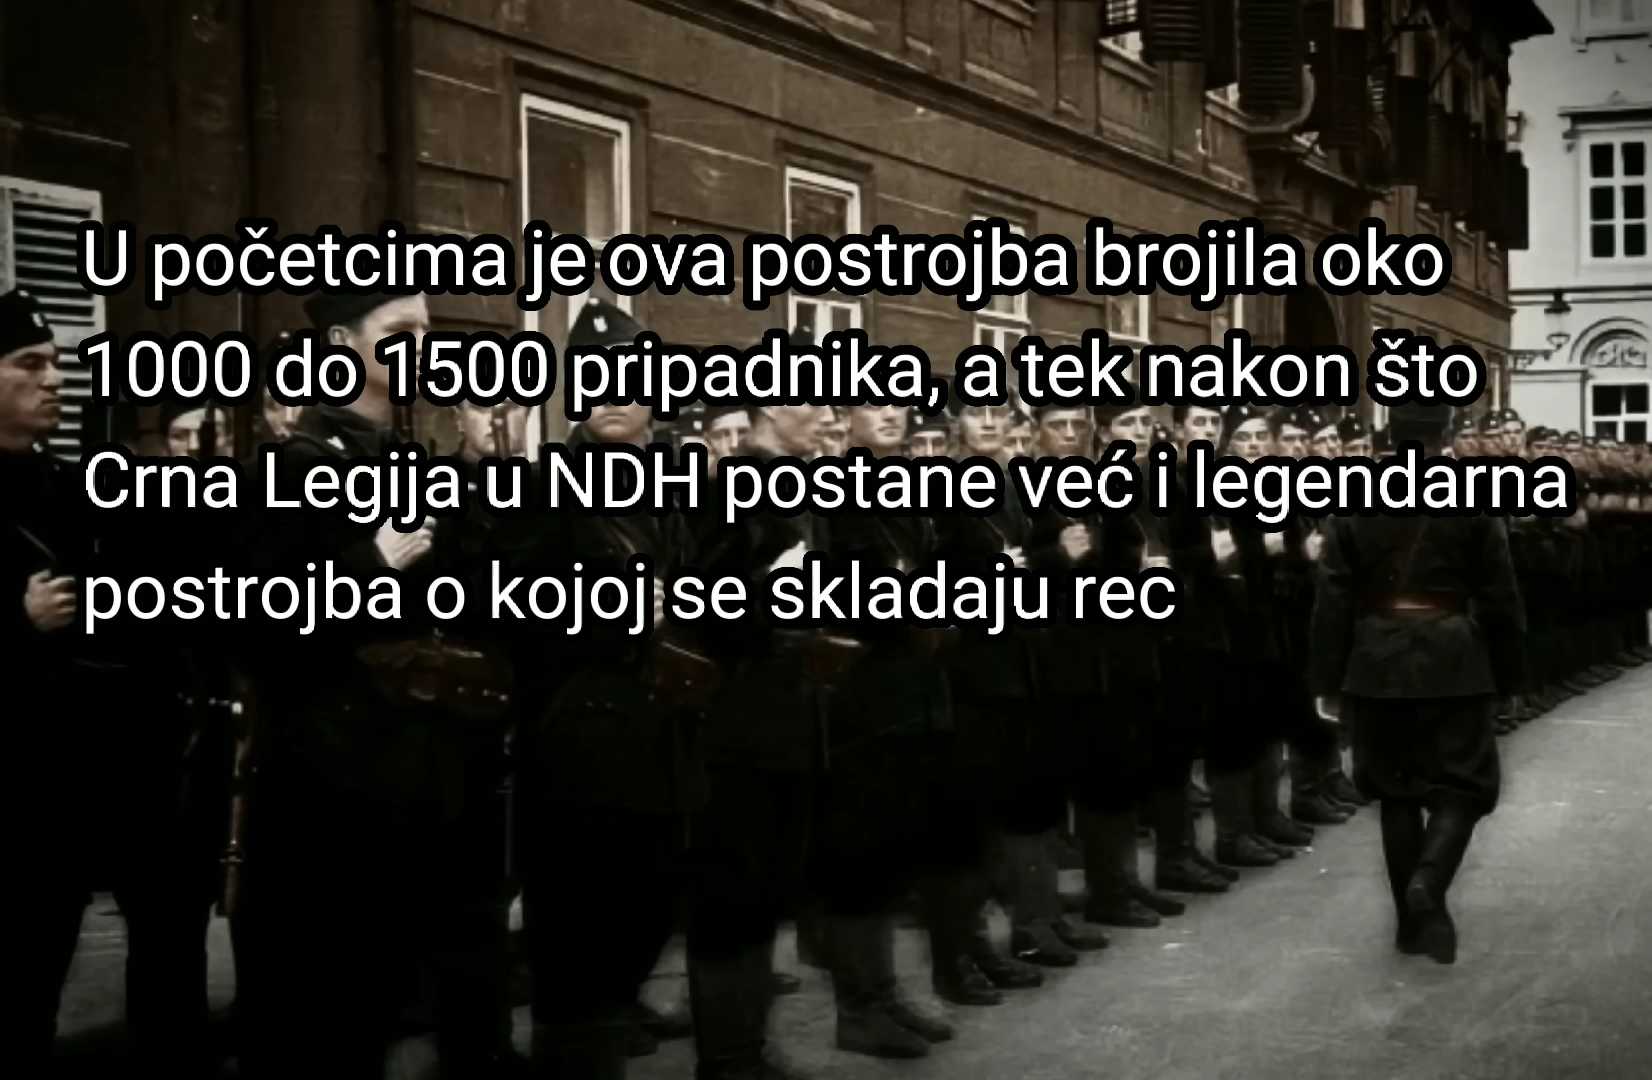 U početcima je ova postrojba brojila oko
1000 do 1500 pripadnika, a tek nakon što
Crna Legija u NDH postane već i legendarna
postrojba o kojoj se skladaju rec